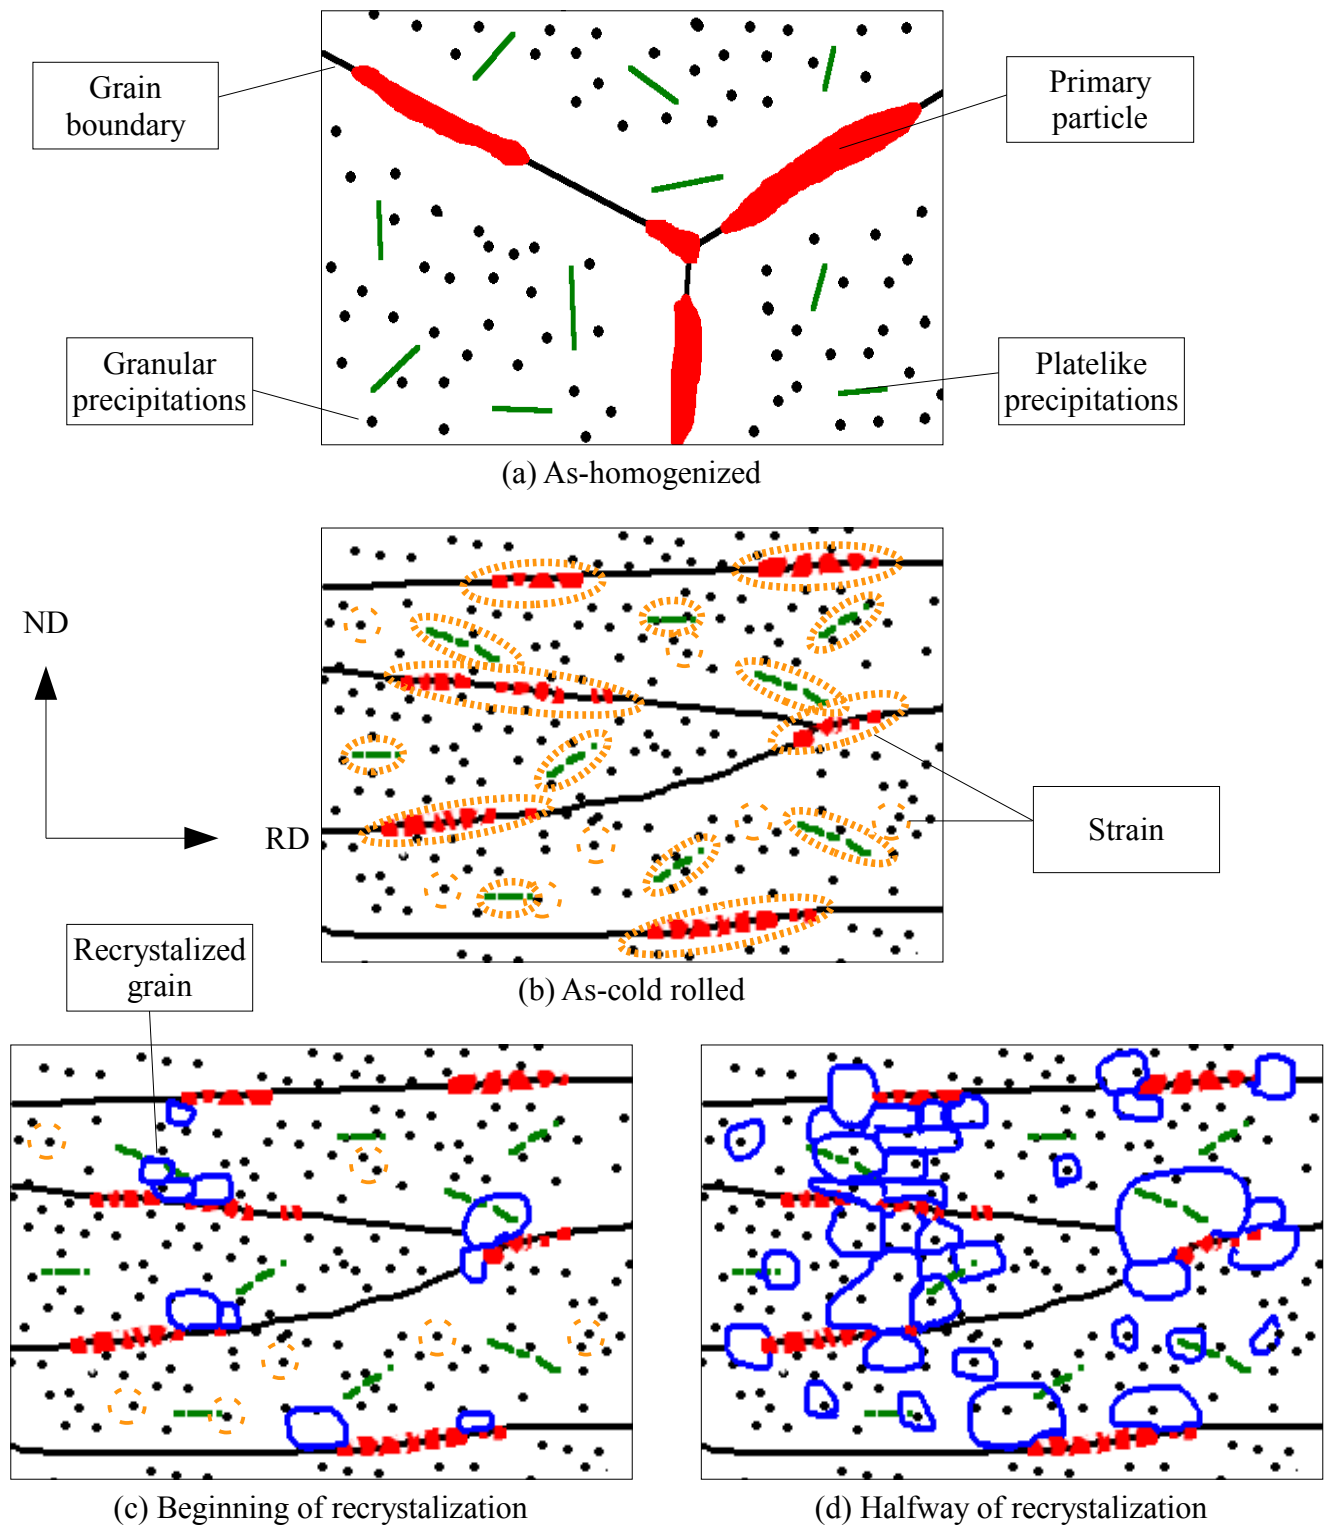 Grain
boundary
Primary
particle
Granular
precipitations
Platelike
precipitations
(a) As-homogenized
ND
RD
Strain
(b) As-cold rolled
Recrystalized
grain
(c) Beginning of recrystalization
(d) Halfway of recrystalization